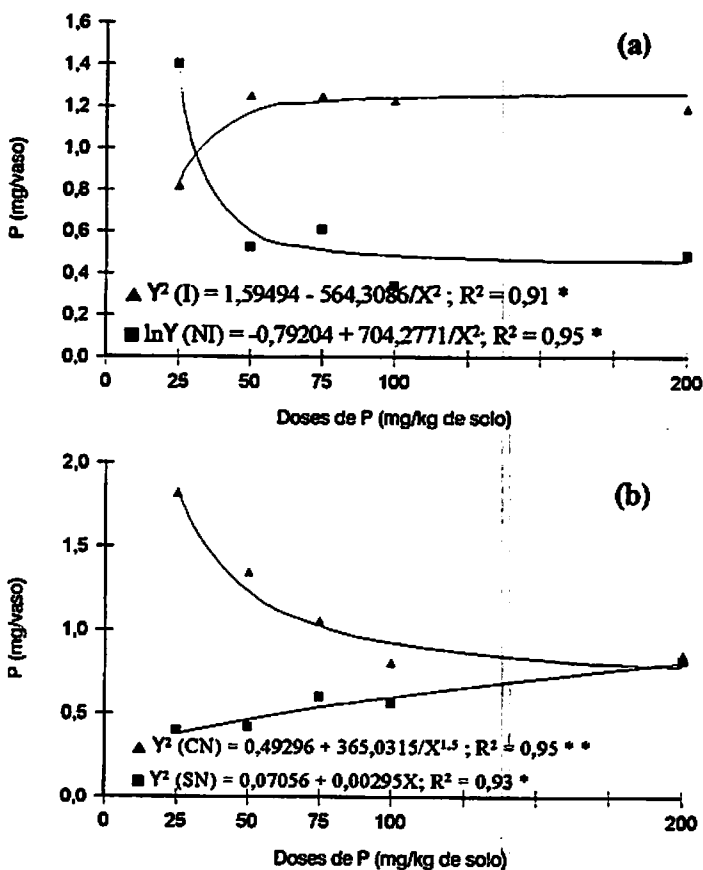 (a)
P (mg/vaso)
1,6
1,4
1,2
1,0
0,8
0,6
0,4
0,2
0,0
▲ Y² (I) = 1,59494 - 564,3086/X² ; R² = 0,91 *
■ lnY (NI) = -0,79204 + 704,2771/X²; R² = 0,95 *
0 25 50 75 100 200
Doses de P (mg/kg de solo)
(b)
P (mg/vaso)
2,0
1,5
1,0
0,5
0,0
▲ Y² (CN) = 0,49296 + 365,0315/X¹·⁵ ; R² = 0,95 * *
■ Y² (SN) = 0,07056 + 0,00295X; R² = 0,93 *
0 25 50 75 100 200
Doses de P (mg/kg de solo)